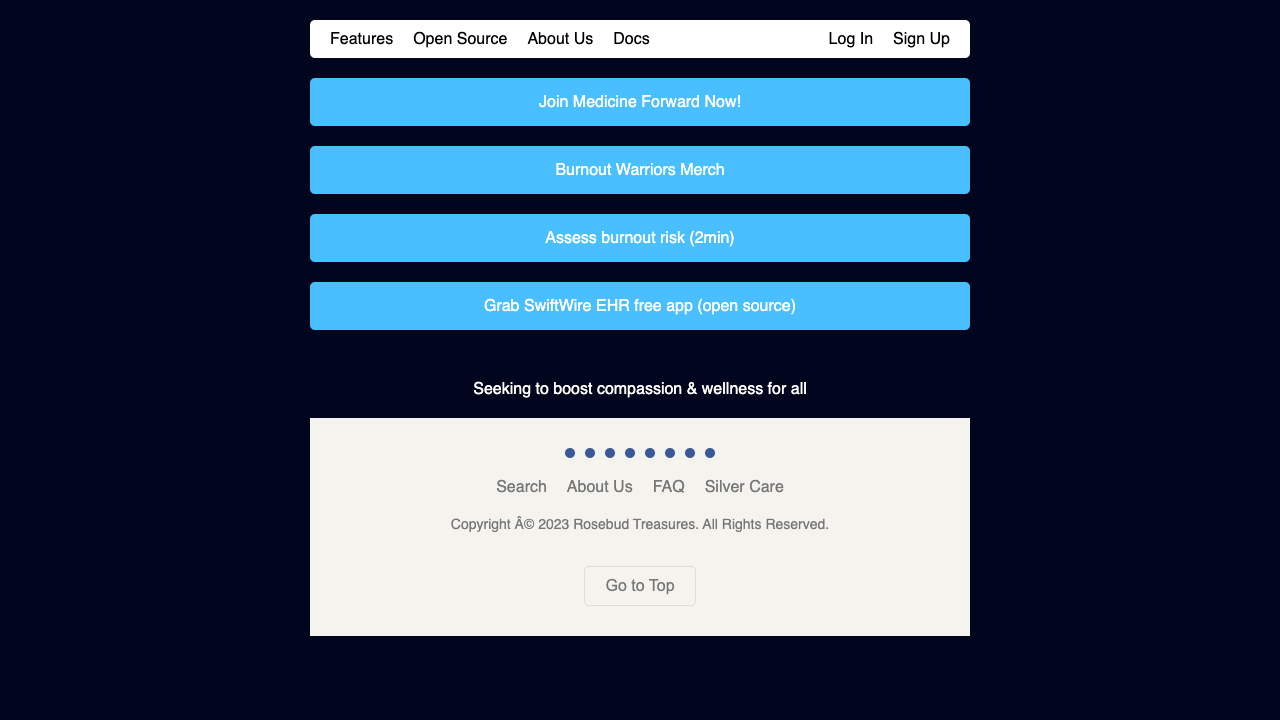 Features Open Source About Us Docs Log In Sign Up
Join Medicine Forward Now!
Burnout Warriors Merch
Assess burnout risk (2min)
Grab SwiftWire EHR free app (open source)
Seeking to boost compassion & wellness for all
Search About Us FAQ Silver Care
Copyright Â© 2023 Rosebud Treasures. All Rights Reserved.
Go to Top